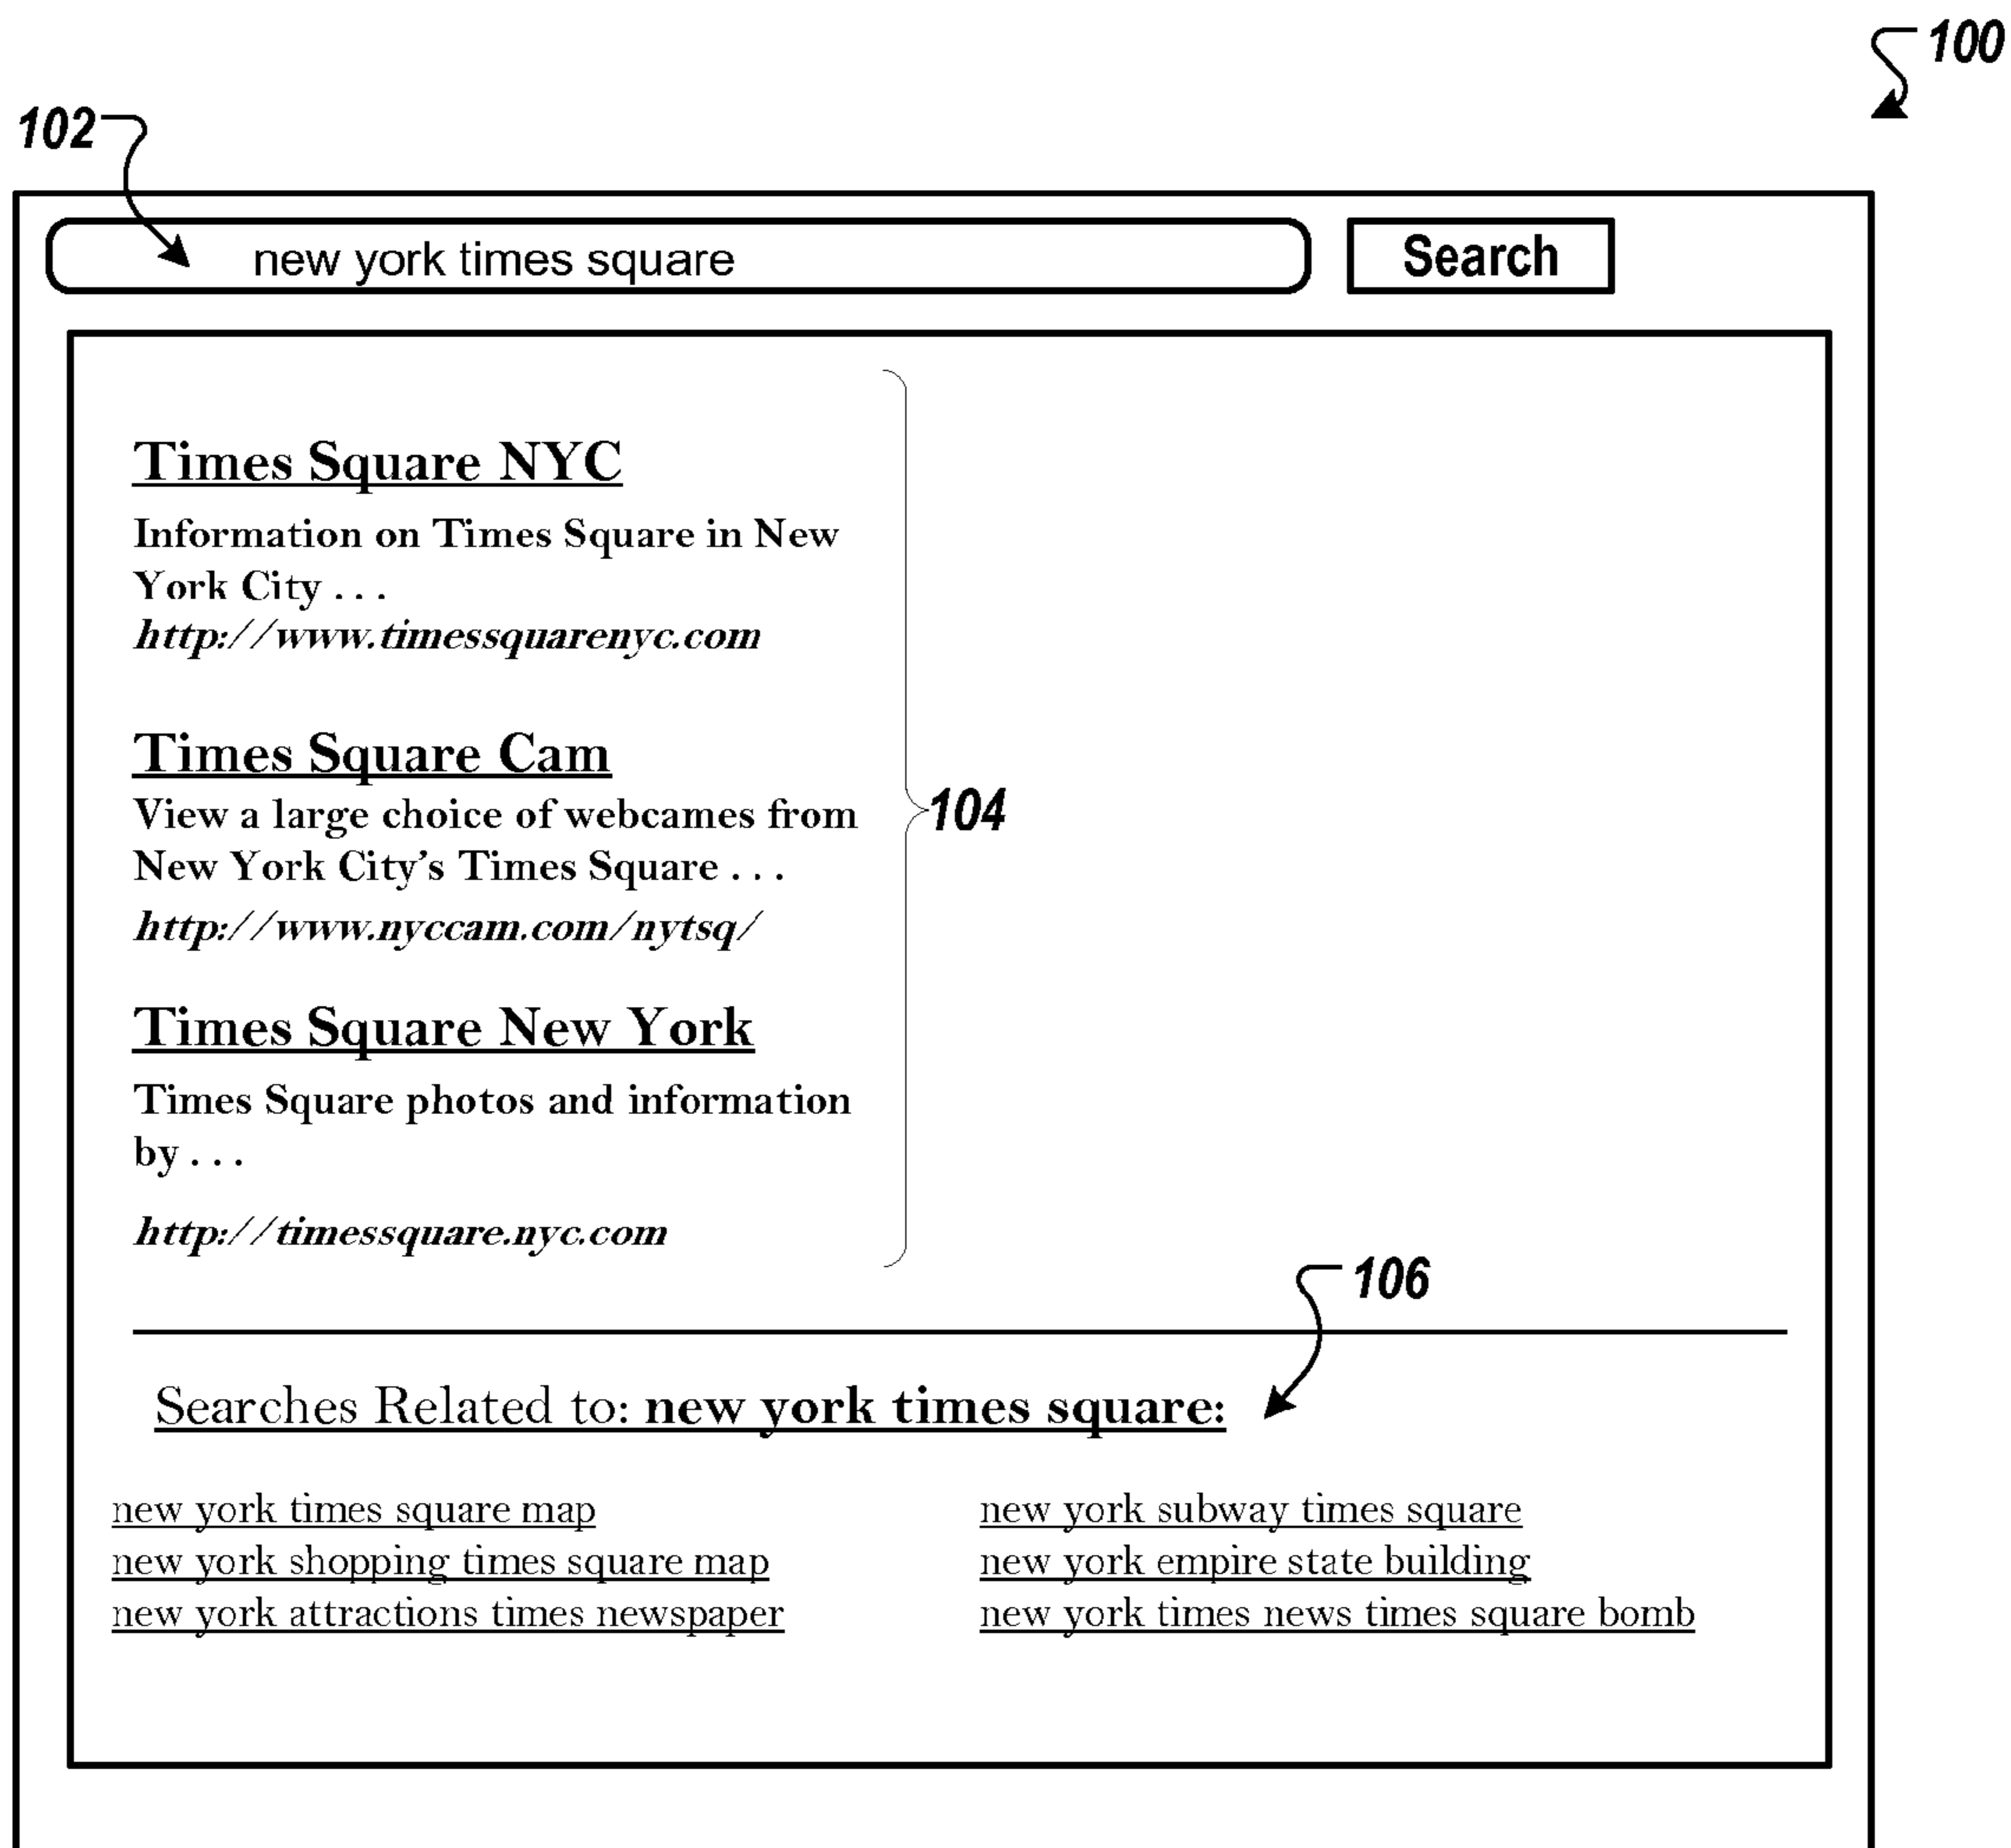 100
102
new york times square
Search
Times Square NYC
Information on Times Square in New
York City . . .
http://www.timessquarenyc.com
Times Square Cam
View a large choice of webcames from
New York City's Times Square . . .
http://www.nyccam.com/nytsq/
104
Times Square New York
Times Square photos and information
by . . .
http://timessquare.nyc.com
106
Searches Related to: new york times square:
new york times square map
new york shopping times square map
new york attractions times newspaper
new york subway times square
new york empire state building
new york times news times square bomb